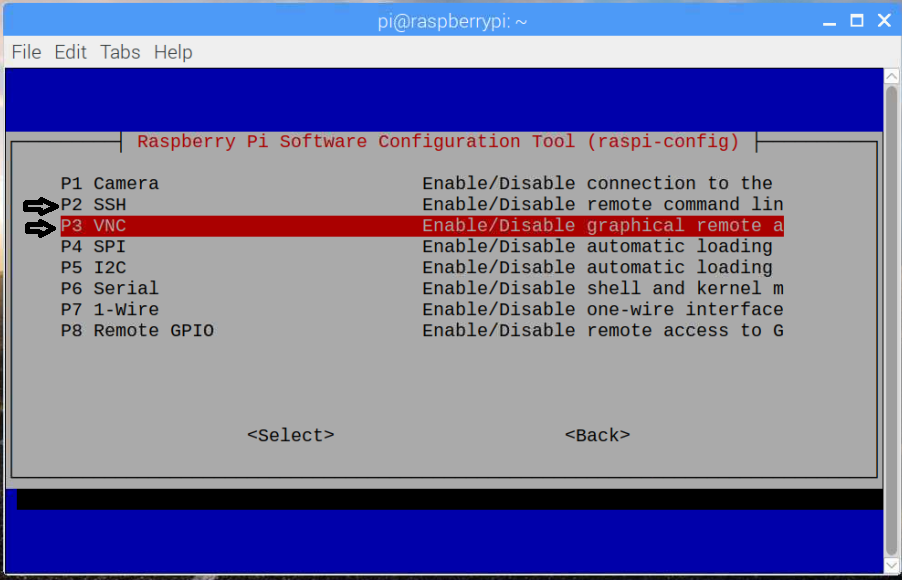 pi@raspberrypi: ~
File Edit Tabs Help
Raspberry Pi Software Configuration Tool (raspi-config)
P1 Camera Enable/Disable connection to the
P2 SSH Enable/Disable remote command lin
P3 VNC Enable/Disable graphical remote a
P4 SPI Enable/Disable automatic loading
P5 I2C Enable/Disable automatic loading
P6 Serial Enable/Disable shell and kernel m
P7 1-Wire Enable/Disable one-wire interface
P8 Remote GPIO Enable/Disable remote access to G
<Select> <Back>